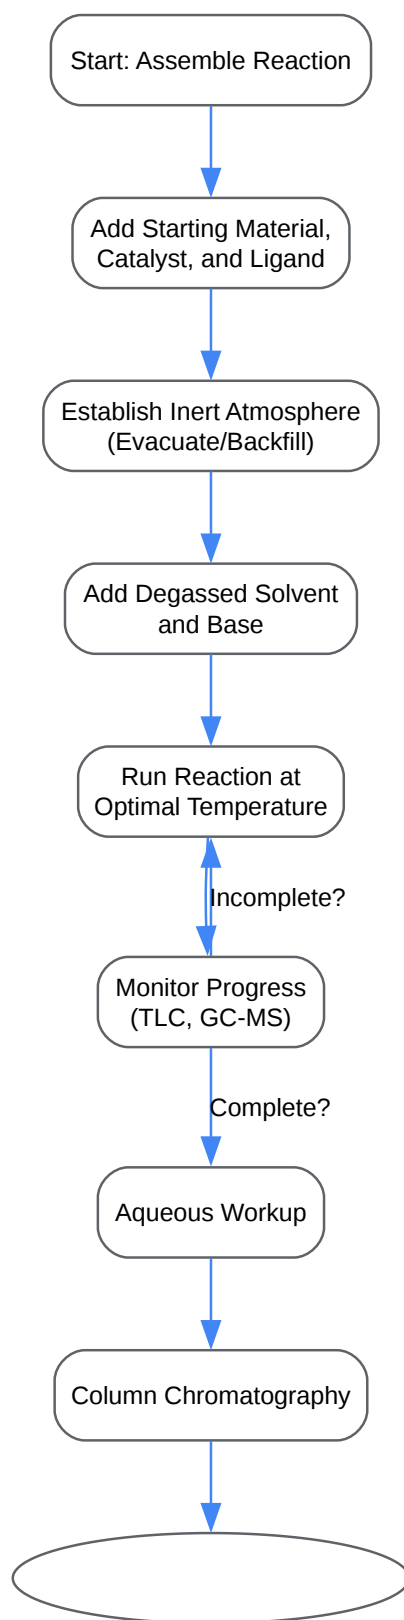 Start: Assemble Reaction
Add Starting Material,
Catalyst, and Ligand
Establish Inert Atmosphere
(Evacuate/Backfill)
Add Degassed Solvent
and Base
Run Reaction at
Optimal Temperature
Incomplete?
Monitor Progress
(TLC, GC-MS)
Complete?
Aqueous Workup
Column Chromatography